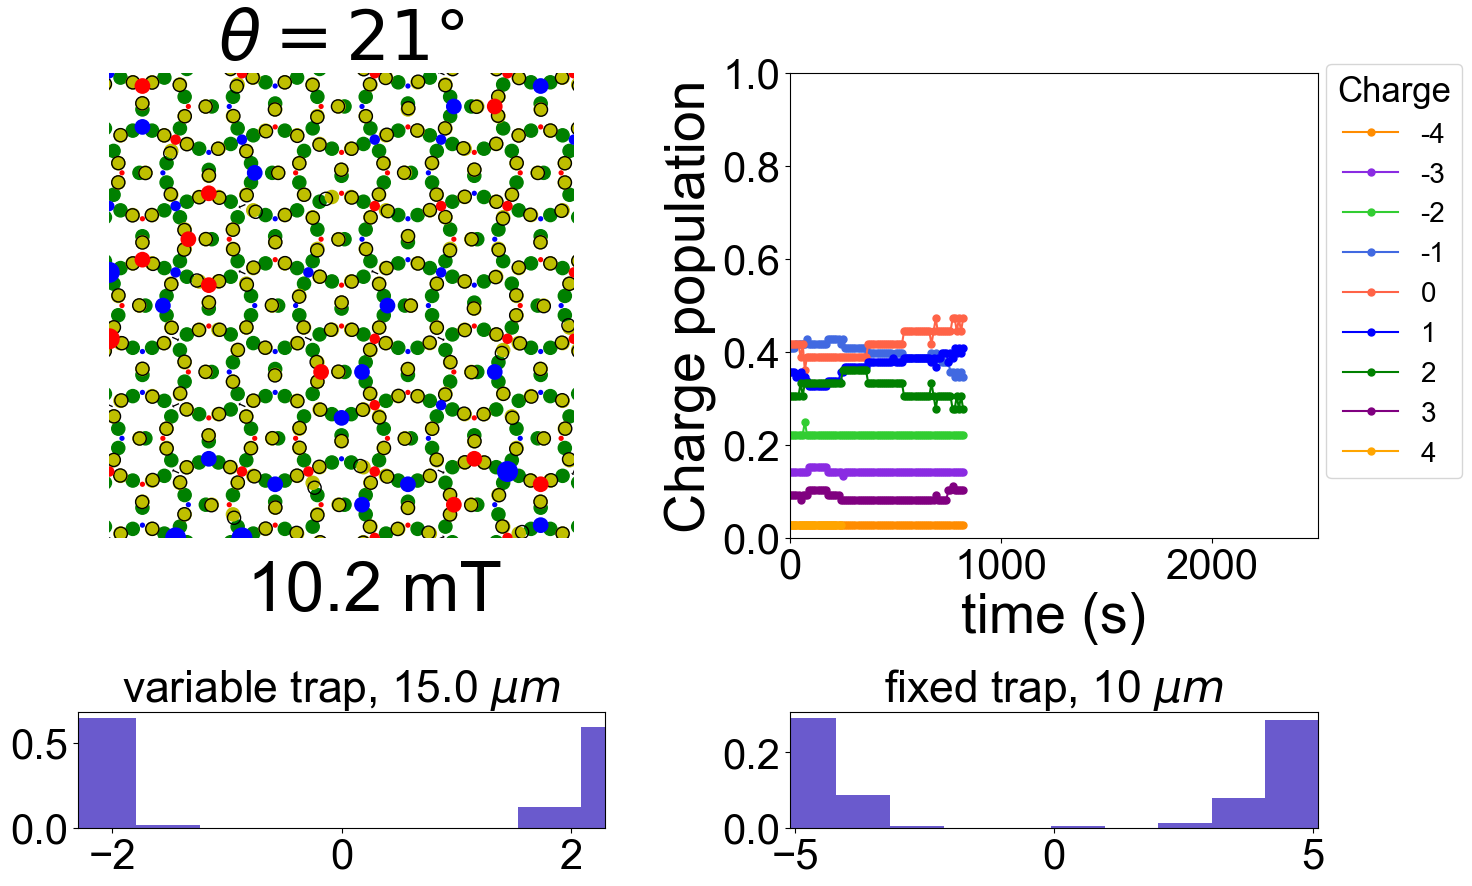 θ = 21°
10.2 mT
Charge population
1.0
0.8
0.6
0.4
0.2
0.0
0 1000 2000
time (s)
Charge
-4
-3
-2
-1
0
1
2
3
4
variable trap, 15.0 μm
0.5
0.0
−2 0 2
fixed trap, 10 μm
0.2
0.0
−5 0 5